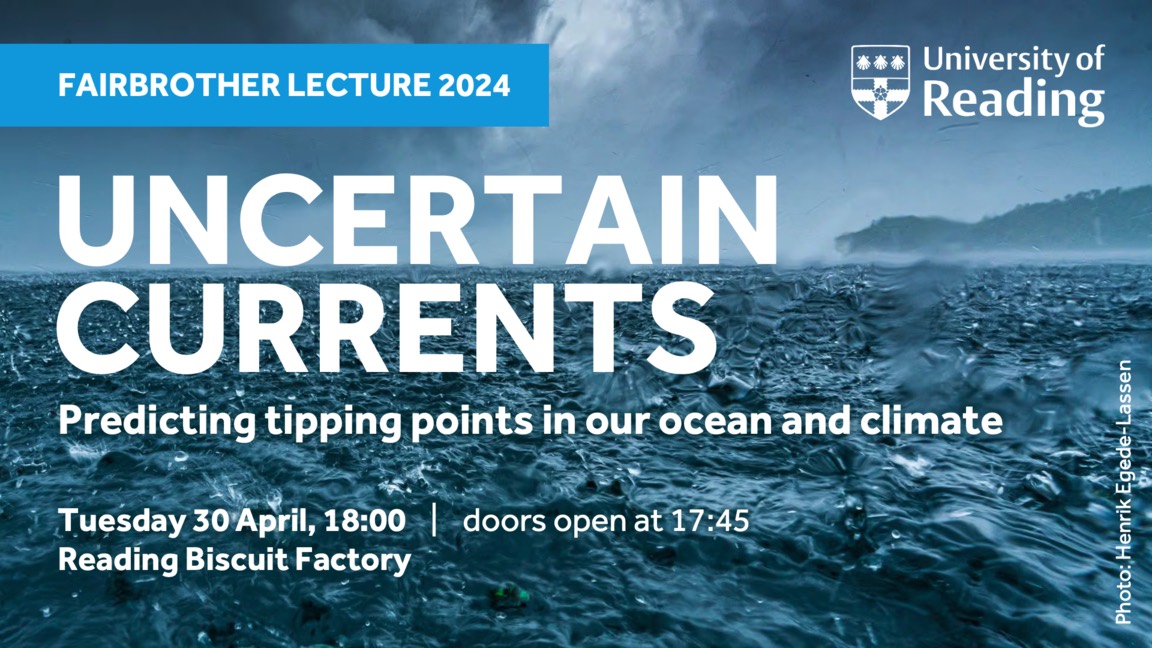 FAIRBROTHER LECTURE 2024
University of
Reading
UNCERTAIN
CURRENTS
Predicting tipping points in our ocean and climate
Tuesday 30 April, 18:00 | doors open at 17:45
Reading Biscuit Factory
Photo: Henrik Egede-Lassen